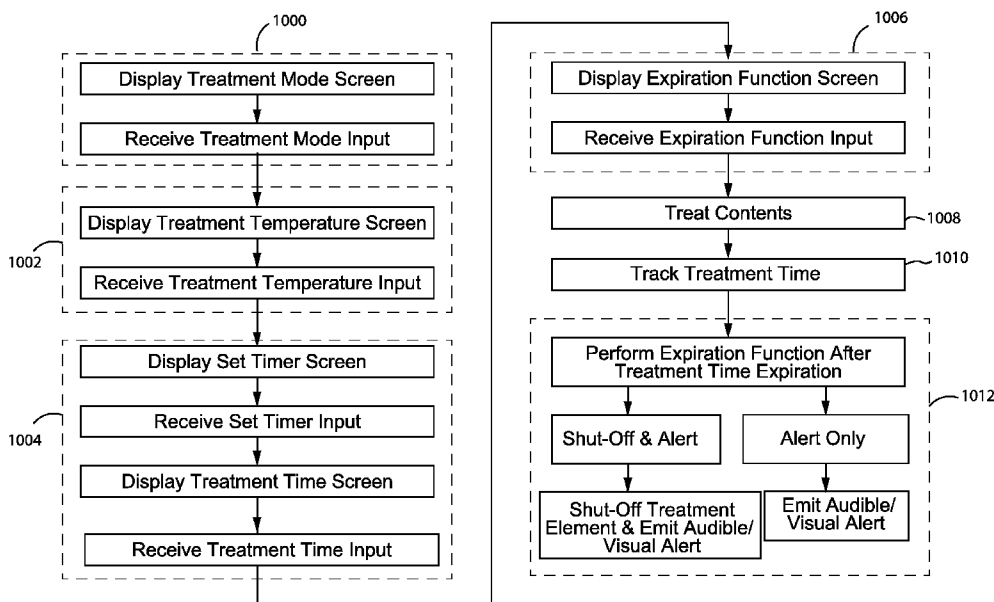 1000
Display Treatment Mode Screen
Receive Treatment Mode Input
1002
Display Treatment Temperature Screen
Receive Treatment Temperature Input
1004
Display Set Timer Screen
Receive Set Timer Input
Display Treatment Time Screen
Receive Treatment Time Input
1006
Display Expiration Function Screen
Receive Expiration Function Input
Treat Contents
1008
Track Treatment Time
1010
Perform Expiration Function After
Treatment Time Expiration
1012
Shut-Off & Alert
Alert Only
Shut-Off Treatment
Element & Emit Audible/
Visual Alert
Emit Audible/
Visual Alert